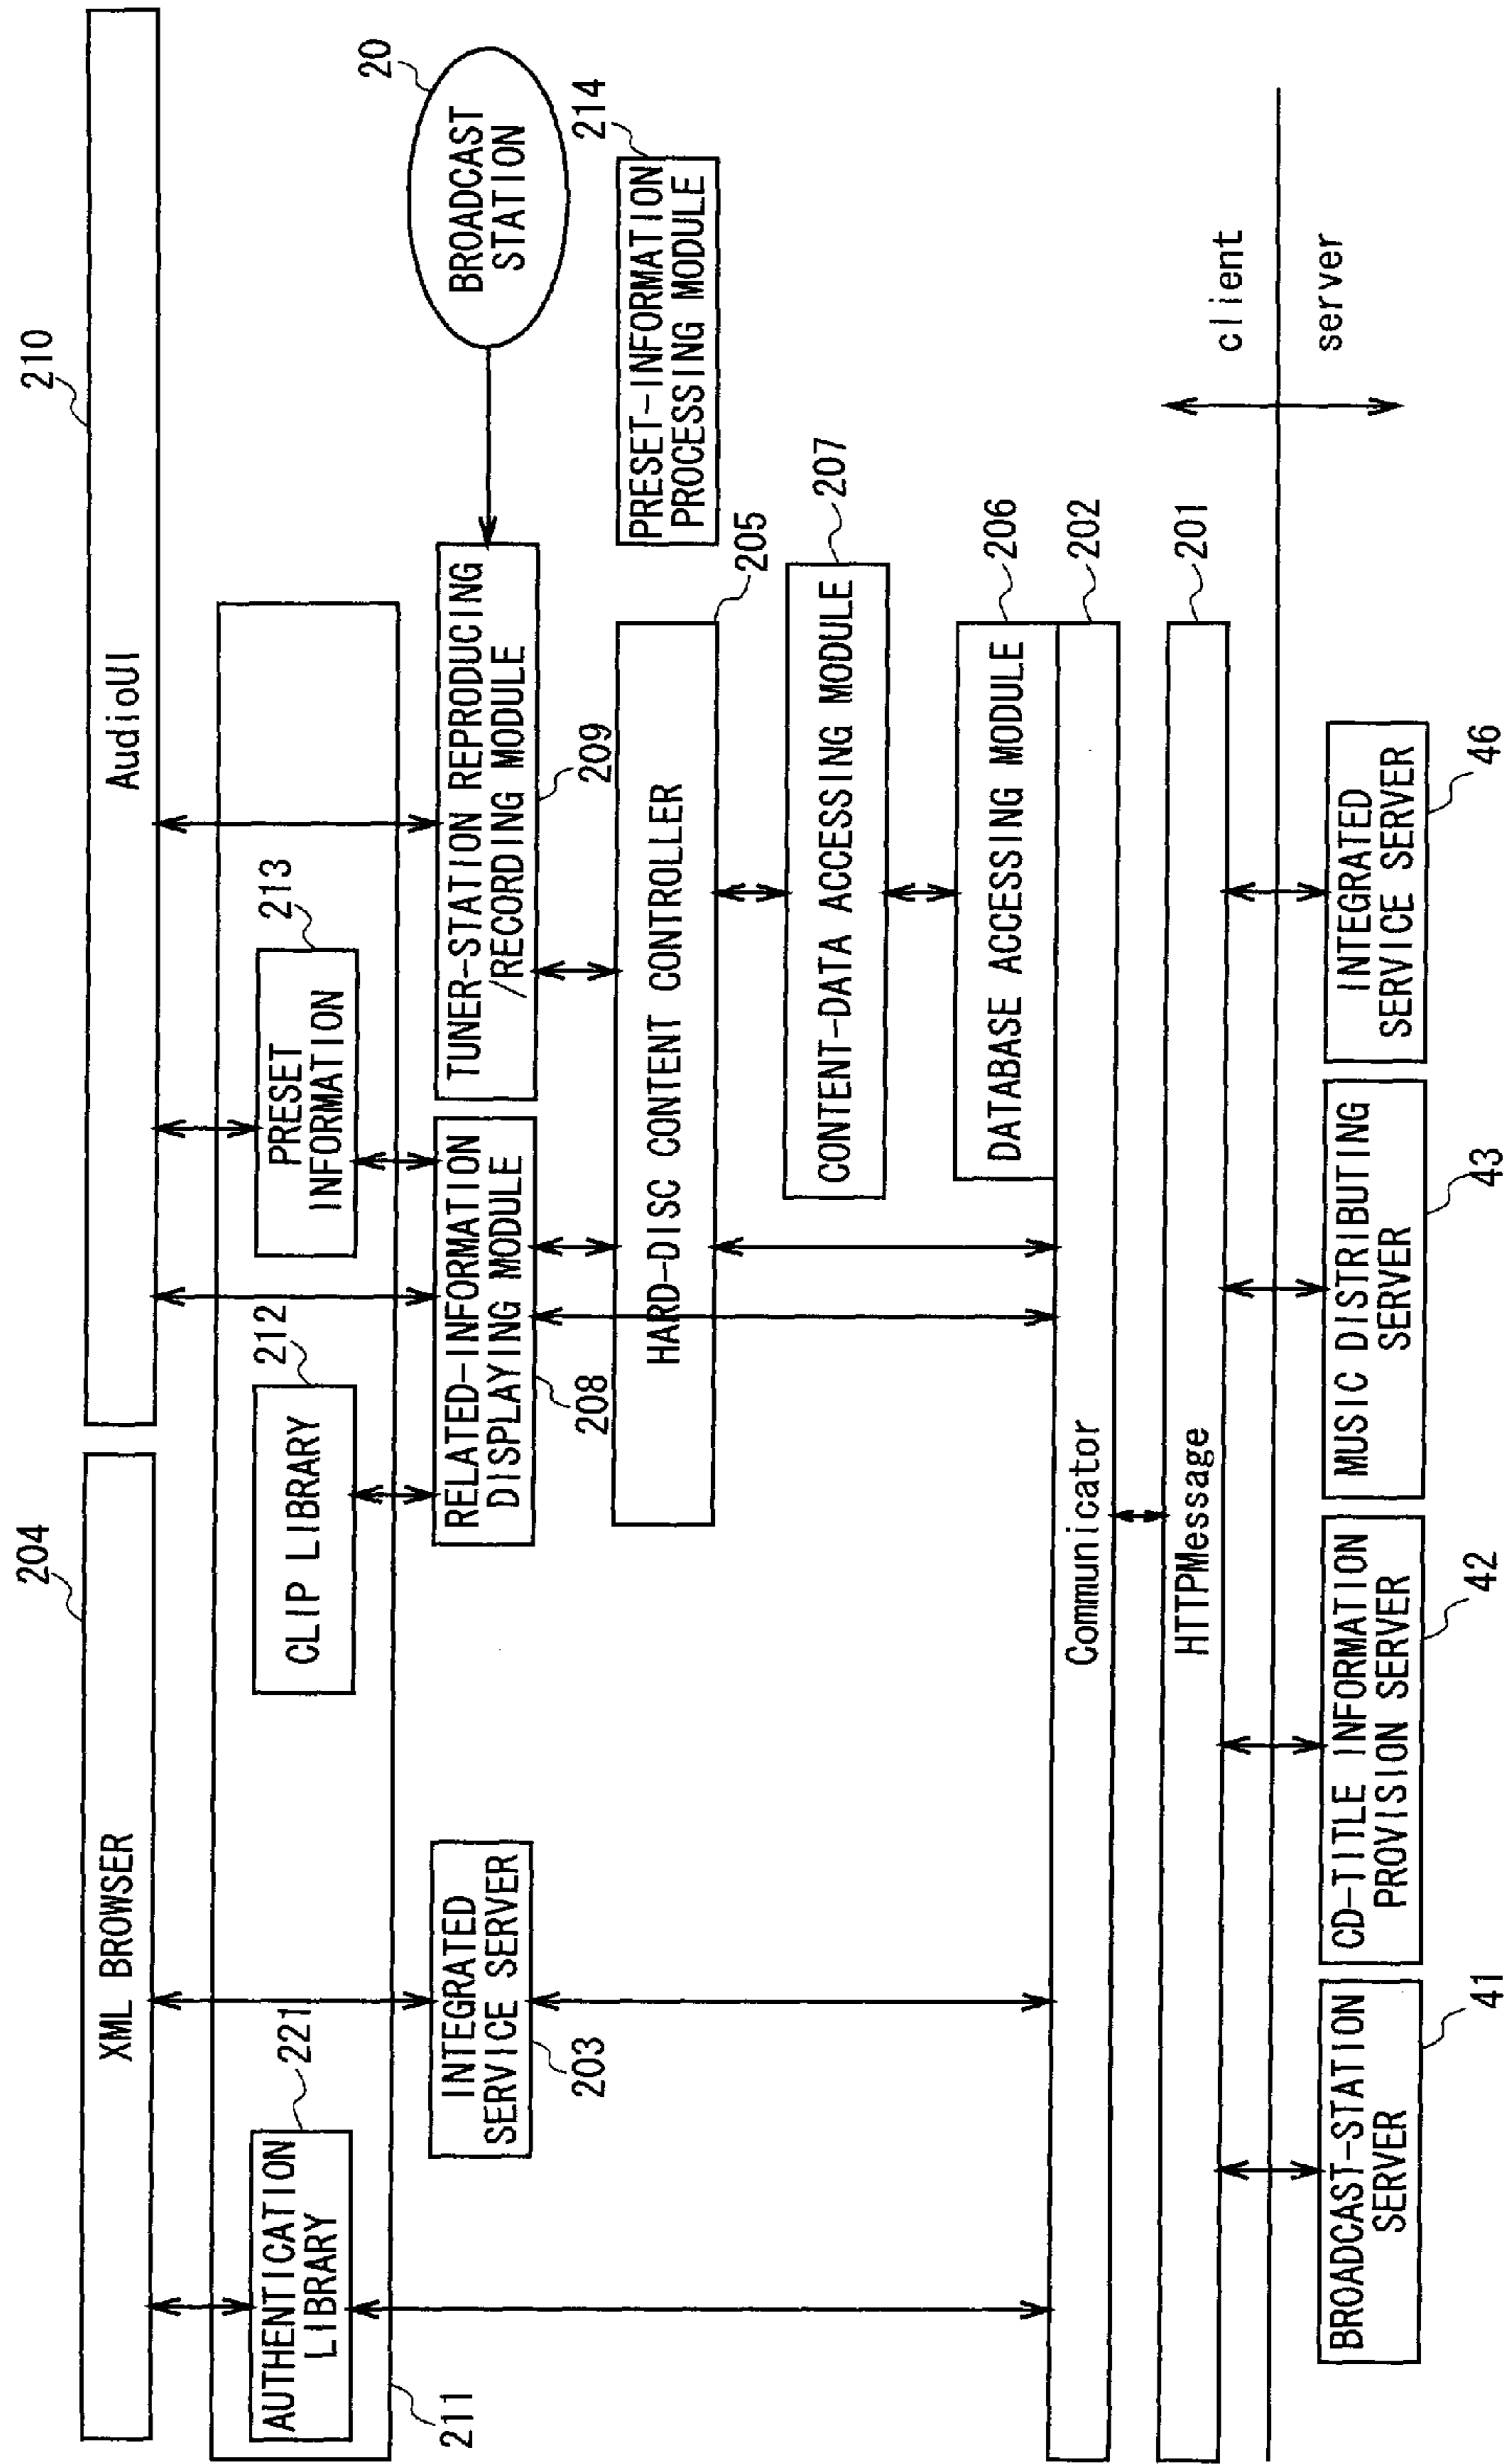 204
XML BROWSER
210
AudioUI
AUTHENTICATION
LIBRARY
221
CLIP LIBRARY
212
PRESET
INFORMATION
213
211
INTEGRATED
SERVICE SERVER
203
RELATED-INFORMATION
DISPLAYING MODULE
208
TUNER-STATION REPRODUCING
/RECORDING MODULE
209
BROADCAST
STATION
20
HARD-DISC CONTENT CONTROLLER
205
PRESET-INFORMATION
PROCESSING MODULE
214
CONTENT-DATA ACCESSING MODULE
207
DATABASE ACCESSING MODULE
206
Communicator
202
HTTPMessage
201
client
server
BROADCAST-STATION
SERVER
41
CD-TITLE INFORMATION
PROVISION SERVER
42
MUSIC DISTRIBUTING
SERVER
43
INTEGRATED
SERVICE SERVER
46